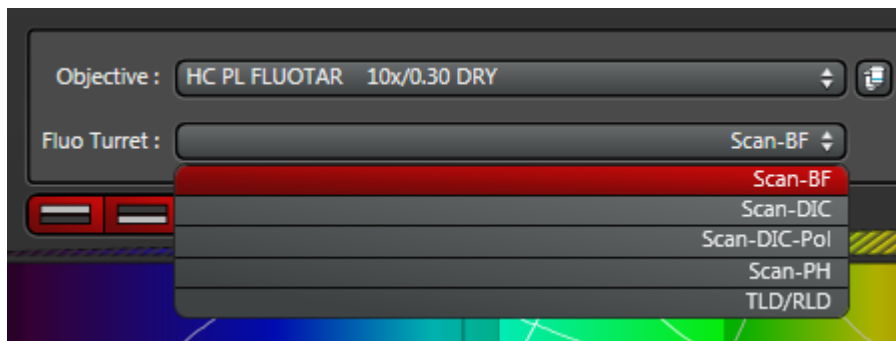 Objective : HC PL FLUOTAR 10x/0.30 DRY
Fluo Turret : Scan-BF
Scan-BF
Scan-DIC
Scan-DIC-Pol
Scan-PH
TLD/RLD